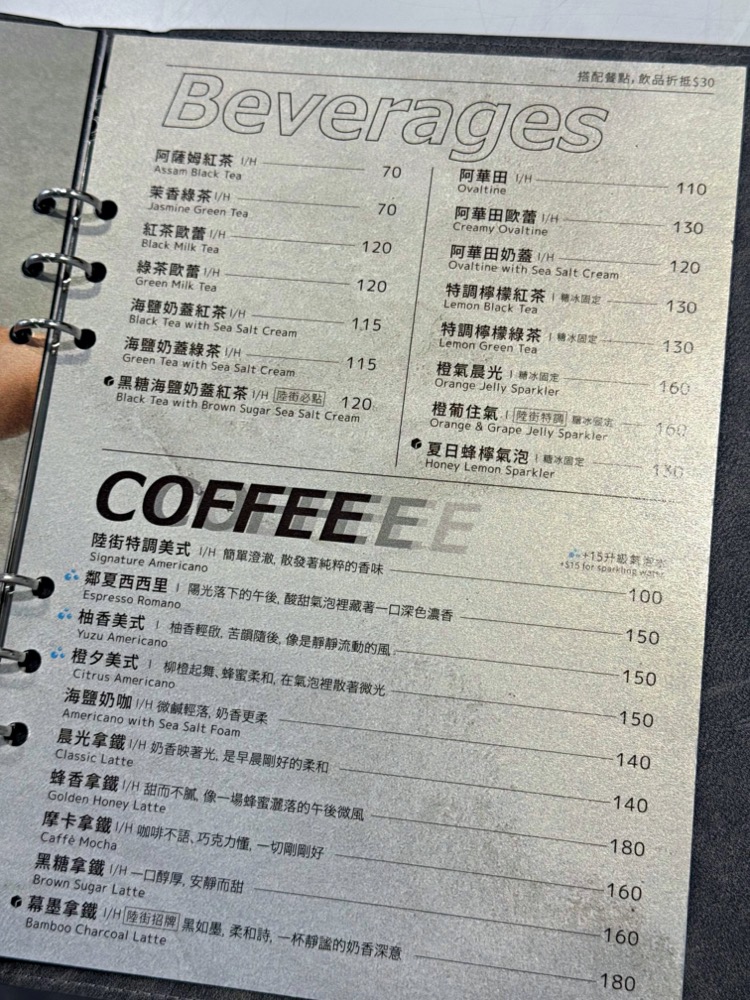 搭配餐點, 飲品折抵$30
Beverages
阿薩姆紅茶 I/H 70
Assam Black Tea
茉香綠茶 I/H 70
Jasmine Green Tea
紅茶歐蕾 I/H 120
Black Milk Tea
綠茶歐蕾 I/H 120
Green Milk Tea
海鹽奶蓋紅茶 I/H 115
Black Tea with Sea Salt Cream
海鹽奶蓋綠茶 I/H 115
Green Tea with Sea Salt Cream
黑糖海鹽奶蓋紅茶 I/H 陸街必點 120
Black Tea with Brown Sugar Sea Salt Cream
阿華田 I/H 110
Ovaltine
阿華田歐蕾 I/H 130
Creamy Ovaltine
阿華田奶蓋 I/H 120
Ovaltine with Sea Salt Cream
特調檸檬紅茶 I 糖冰固定 130
Lemon Black Tea
特調檸檬綠茶 I 糖冰固定 130
Lemon Green Tea
橙氣晨光 I 糖冰固定 160
Orange Jelly Sparkler
橙葡住氣 I 陸街特調 糖冰固定 160
Orange & Grape Jelly Sparkler
夏日蜂檸氣泡 I 糖冰固定 130
Honey Lemon Sparkler
COFFEEEE
+15升級氣泡水
+$15 for sparkling water
陸街特調美式 I/H 簡單澄澈, 散發著純粹的香味 100
Signature Americano
鄰夏西西里 I 陽光落下的午後, 酸甜氣泡裡藏著一口深色濃香 150
Espresso Romano
柚香美式 I 柚香輕啟, 苦韻隨後, 像是靜靜流動的風 150
Yuzu Americano
橙夕美式 I 柳橙起舞、蜂蜜柔和, 在氣泡裡散著微光 150
Citrus Americano
海鹽奶咖 I/H 微鹹輕落, 奶香更柔 140
Americano with Sea Salt Foam
晨光拿鐵 I/H 奶香映著光, 是早晨剛好的柔和 140
Classic Latte
蜂香拿鐵 I/H 甜而不膩, 像一場蜂蜜灑落的午後微風 180
Golden Honey Latte
摩卡拿鐵 I/H 咖啡不語、巧克力懂, 一切剛剛好 160
Caffè Mocha
黑糖拿鐵 I/H 一口醇厚, 安靜而甜 160
Brown Sugar Latte
幕墨拿鐵 I/H 陸街招牌 黑如墨, 柔和詩, 一杯靜謐的奶香深意 180
Bamboo Charcoal Latte